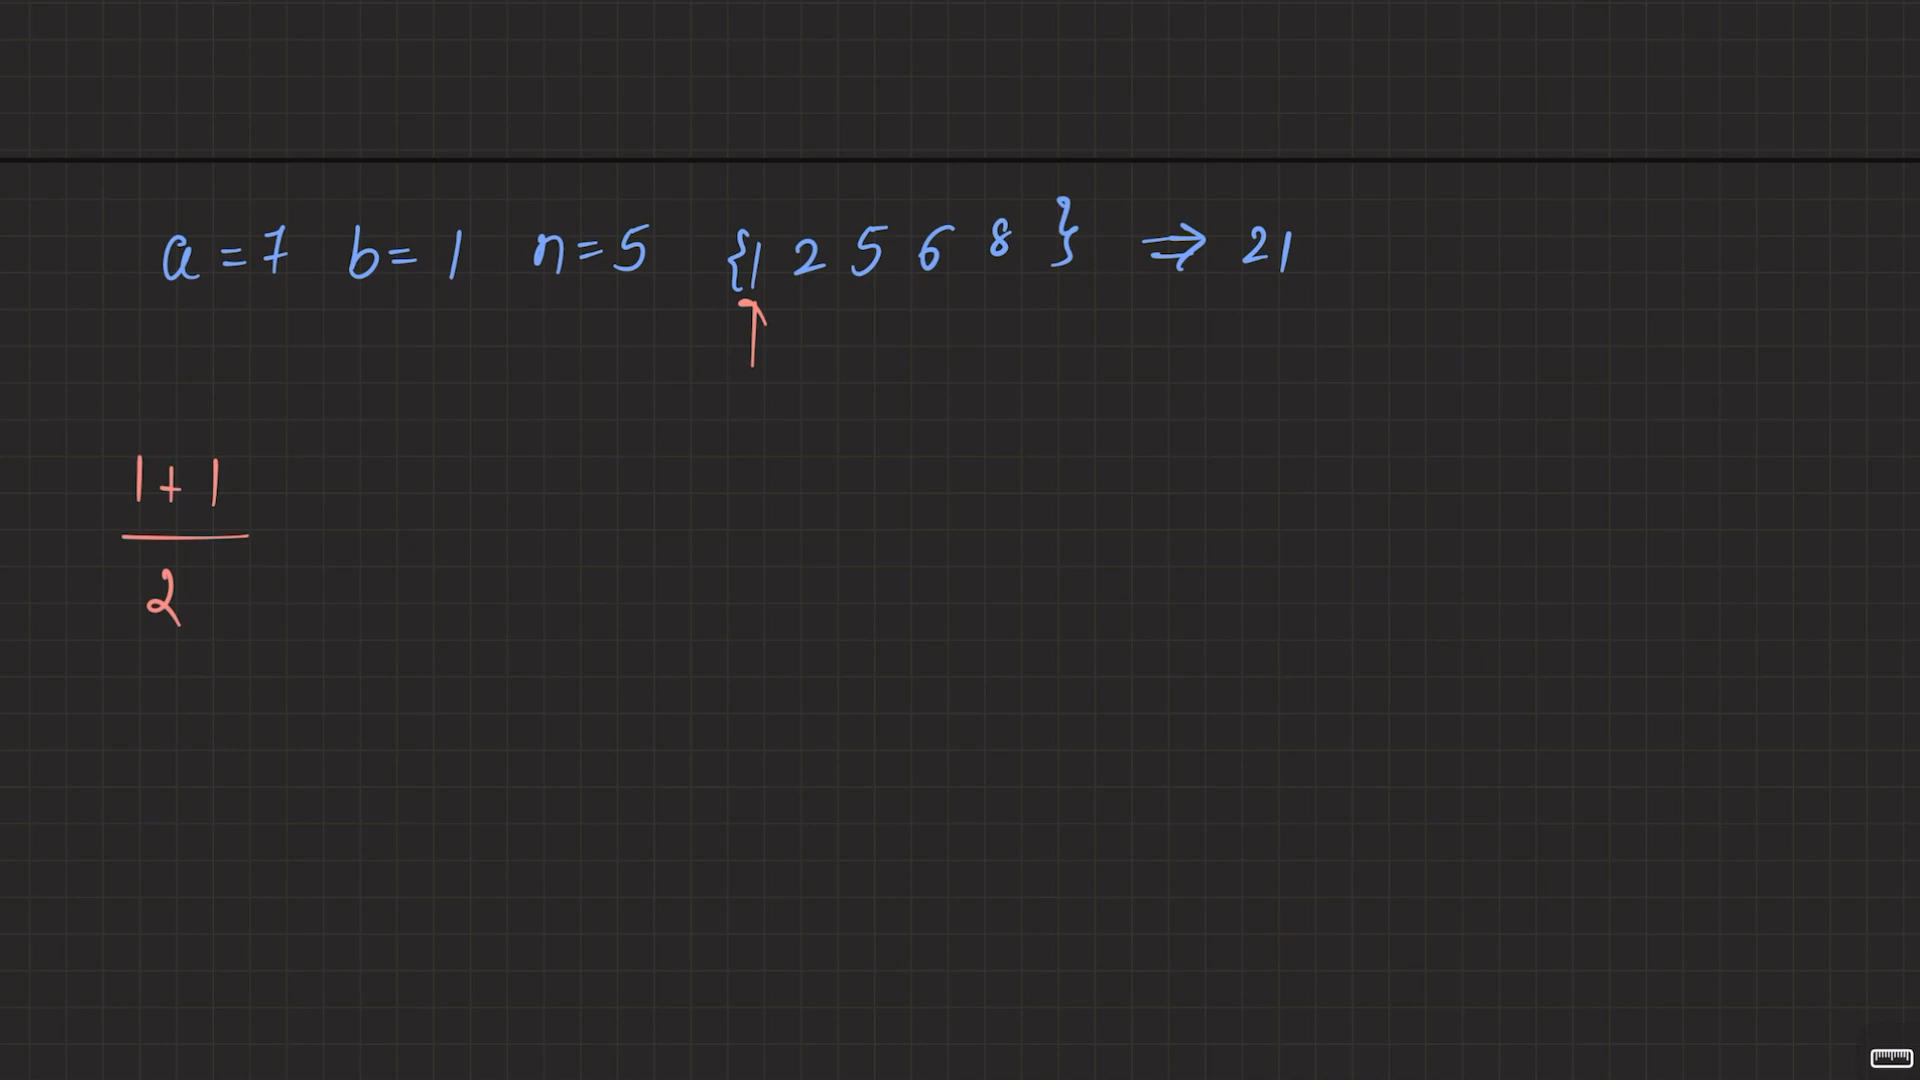 a = 7 b = 1 n = 5 {1 2 5 6 8 } ⇒ 21
1 + 1
2